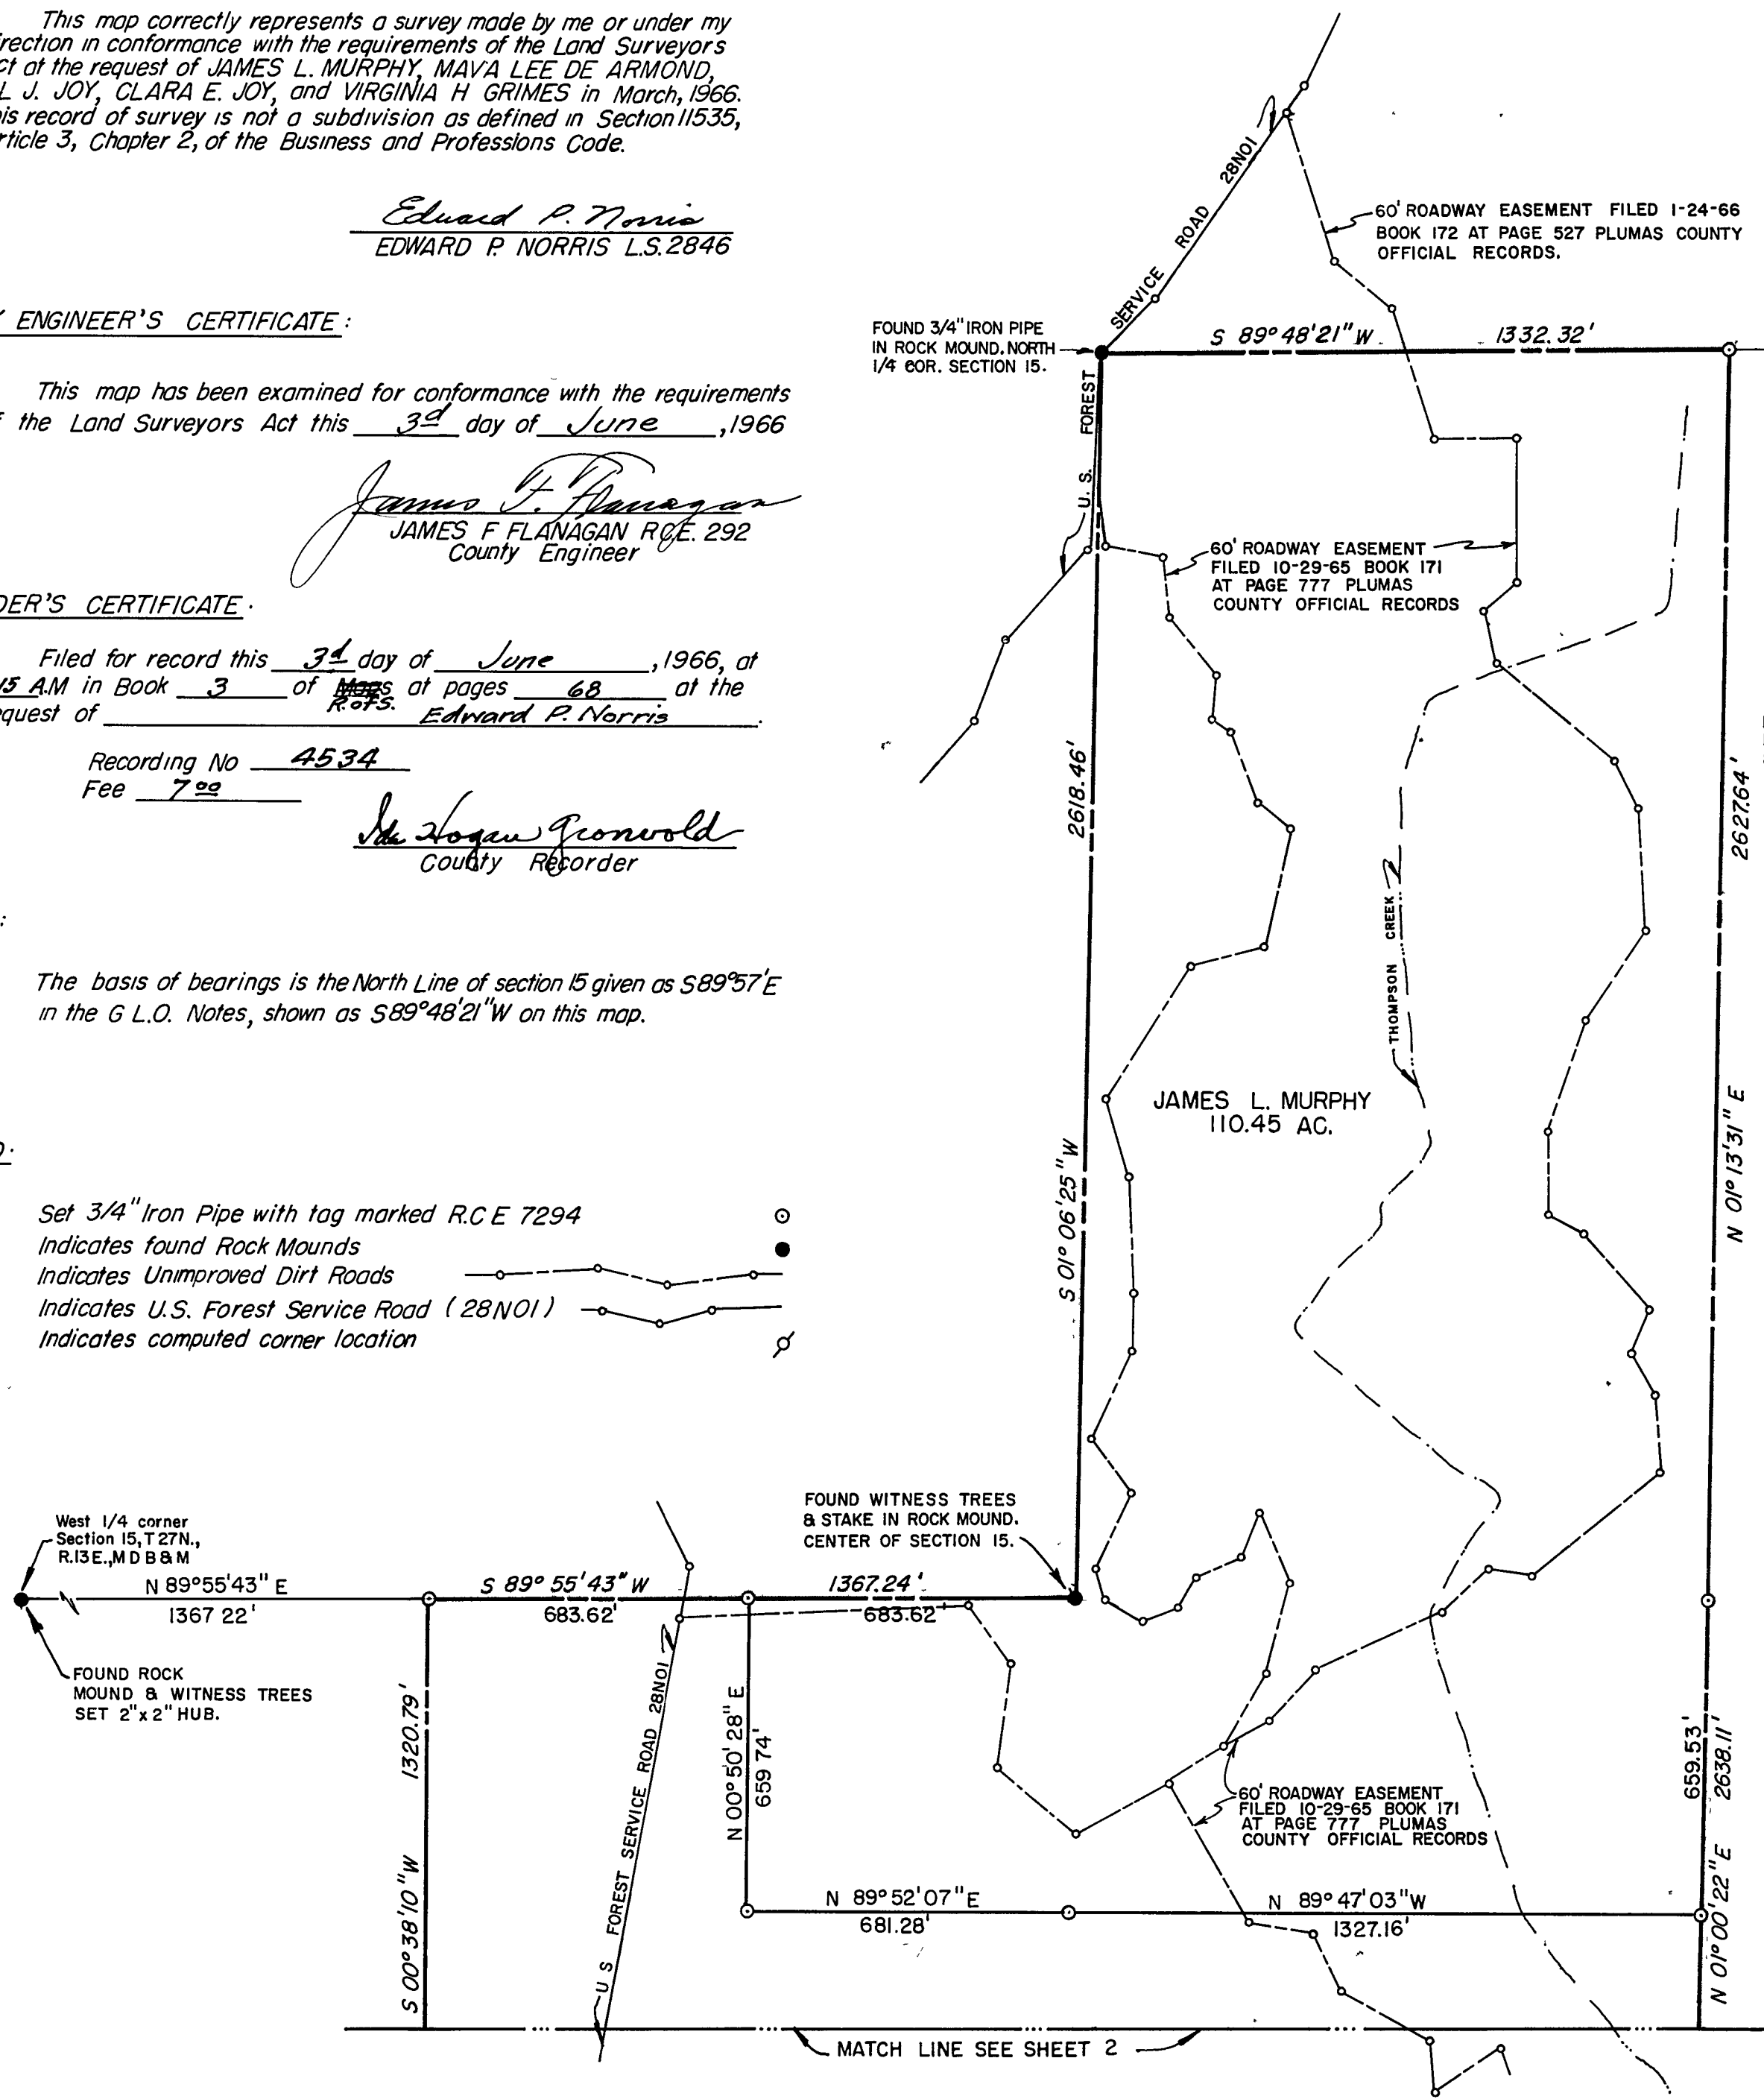 This map correctly represents a survey made by me or under my
rection in conformance with the requirements of the Land Surveyors
ct at the request of JAMES L. MURPHY, MAVA LEE DE ARMOND,
L J. JOY, CLARA E. JOY, and VIRGINIA H GRIMES in March, 1966.
is record of survey is not a subdivision as defined in Section 11535,
rticle 3, Chapter 2, of the Business and Professions Code.
Edward P. Norris
EDWARD P. NORRIS L.S. 2846
Y ENGINEER'S CERTIFICATE:
This map has been examined for conformance with the requirements
f the Land Surveyors Act this 3d day of June, 1966
James F. Flanagan
JAMES F FLANAGAN R.C.E. 292
County Engineer
DER'S CERTIFICATE.
Filed for record this 3d day of June, 1966, at
15 A.M in Book 3 of Maps R.ofS. at pages 68 at the
quest of Edward P. Norris.
Recording No 4534
Fee 7 00
Ida Hogan Gronvold
County Recorder
:
The basis of bearings is the North Line of section 15 given as S89°57'E
in the G L.O. Notes, shown as S89°48'21"W on this map.
D.
Set 3/4" Iron Pipe with tag marked R.C E 7294
Indicates found Rock Mounds
Indicates Unimproved Dirt Roads
Indicates U.S. Forest Service Road (28N01)
Indicates computed corner location
60' ROADWAY EASEMENT FILED 1-24-66
BOOK 172 AT PAGE 527 PLUMAS COUNTY
OFFICIAL RECORDS.
U.S. FOREST SERVICE ROAD 28N01
FOUND 3/4" IRON PIPE
IN ROCK MOUND. NORTH
1/4 COR. SECTION 15.
S 89°48'21" W 1332.32'
60' ROADWAY EASEMENT
FILED 10-29-65 BOOK 171
AT PAGE 777 PLUMAS
COUNTY OFFICIAL RECORDS
2618.46'
S 01° 06' 25" W
2627.64'
N 01° 13' 31" E
THOMPSON CREEK
JAMES L. MURPHY
110.45 AC.
FOUND WITNESS TREES
& STAKE IN ROCK MOUND.
CENTER OF SECTION 15.
West 1/4 corner
Section 15, T 27N.,
R.13E., M D B & M
N 89°55'43" E
1367 22'
S 89° 55' 43" W 1367.24'
683.62' 683.62'
FOUND ROCK
MOUND & WITNESS TREES
SET 2" x 2" HUB.
1320.79'
S 00° 38' 10" W
U S FOREST SERVICE ROAD 28N01
N 00° 50' 28" E
659 74'
60' ROADWAY EASEMENT
FILED 10-29-65 BOOK 171
AT PAGE 777 PLUMAS
COUNTY OFFICIAL RECORDS
659.53'
2638.11'
N 01° 00' 22" E
N 89° 52' 07" E
681.28'
N 89° 47' 03" W
1327.16'
MATCH LINE SEE SHEET 2